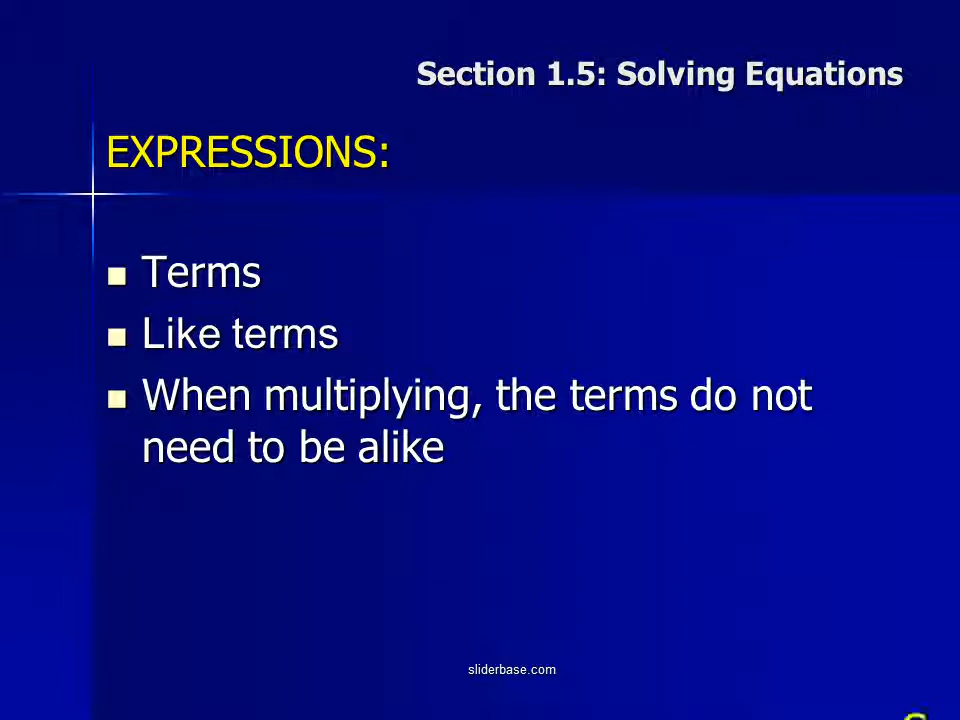 Section 1.5: Solving Equations
EXPRESSIONS:
Terms
Like terms
When multiplying, the terms do not
need to be alike
sliderbase.com